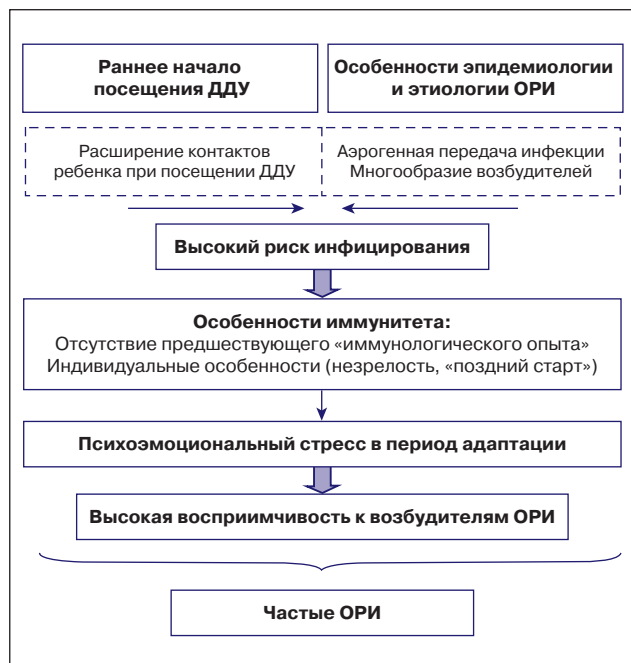 Раннее начало
посещения ДДУ
Особенности эпидемиологии
и этиологии ОРИ
Расширение контактов
ребенка при посещении ДДУ
Аэрогенная передача инфекции
Многообразие возбудителей
Высокий риск инфицирования
Особенности иммунитета:
Отсутствие предшествующего «иммунологического опыта»
Индивидуальные особенности (незрелость, «поздний старт»)
Психоэмоциональный стресс в период адаптации
Высокая восприимчивость к возбудителям ОРИ
Частые ОРИ